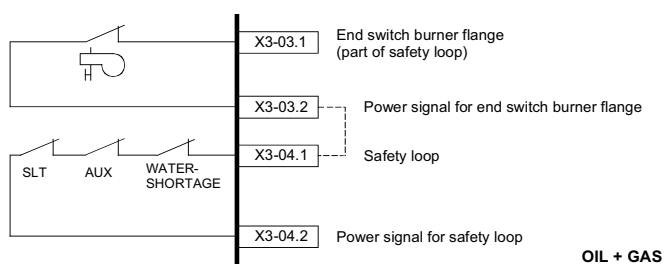 X3-03.1 End switch burner flange
(part of safety loop)
H
X3-03.2 Power signal for end switch burner flange
X3-04.1 Safety loop
SLT AUX WATER-
SHORTAGE
X3-04.2 Power signal for safety loop
OIL + GAS